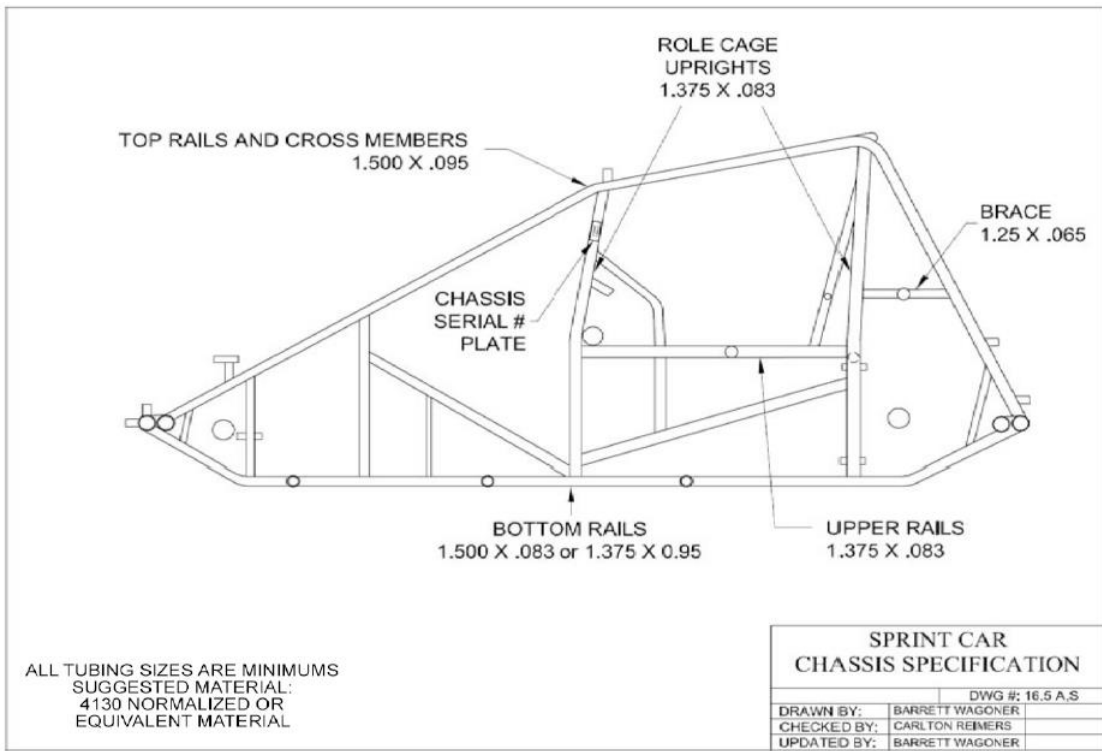 ROLE CAGE
UPRIGHTS
1.375 X .083
TOP RAILS AND CROSS MEMBERS
1.500 X .095
BRACE
1.25 X .065
CHASSIS
SERIAL #
PLATE
BOTTOM RAILS
1.500 X .083 or 1.375 X 0.95
UPPER RAILS
1.375 X .083
ALL TUBING SIZES ARE MINIMUMS
SUGGESTED MATERIAL:
4130 NORMALIZED OR
EQUIVALENT MATERIAL
SPRINT CAR
CHASSIS SPECIFICATION
DWG #: 16.5 A,S
DRAWN BY: BARRETT WAGONER
CHECKED BY: CARLTON REIMERS
UPDATED BY: BARRETT WAGONER